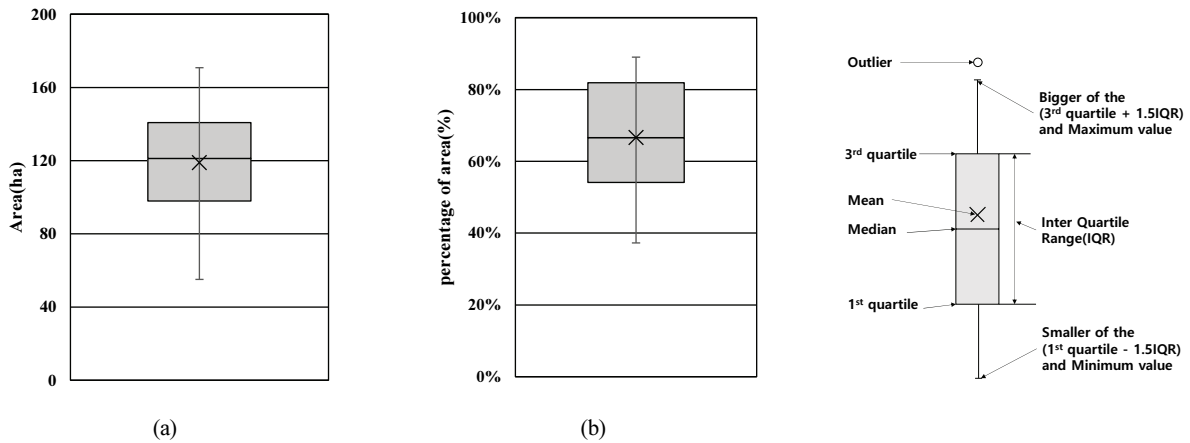 200
160
120
80
40
0
Area(ha)
(a)
100%
80%
60%
40%
20%
0%
percentage of area(%)
(b)
Outlier
Bigger of the
(3rd quartile + 1.5IQR)
and Maximum value
3rd quartile
Mean
Median
Inter Quartile
Range(IQR)
1st quartile
Smaller of the
(1st quartile - 1.5IQR)
and Minimum value